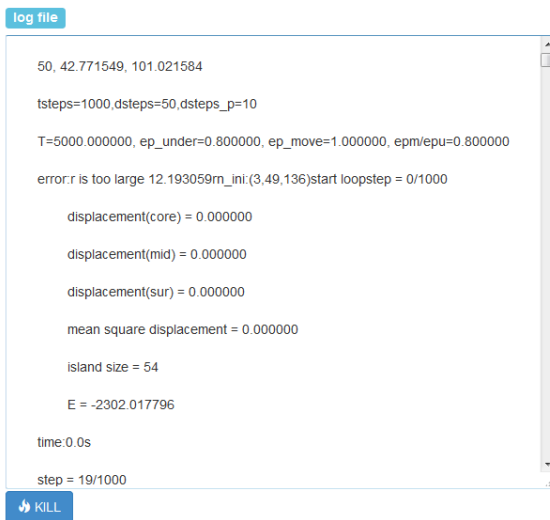 log file
50, 42.771549, 101.021584
tsteps=1000,dsteps=50,dsteps_p=10
T=5000.000000, ep_under=0.800000, ep_move=1.000000, epm/epu=0.800000
error:r is too large 12.193059rn_ini:(3,49,136)start loopstep = 0/1000
displacement(core) = 0.000000
displacement(mid) = 0.000000
displacement(sur) = 0.000000
mean square displacement = 0.000000
island size = 54
E = -2302.017796
time:0.0s
step = 19/1000
KILL